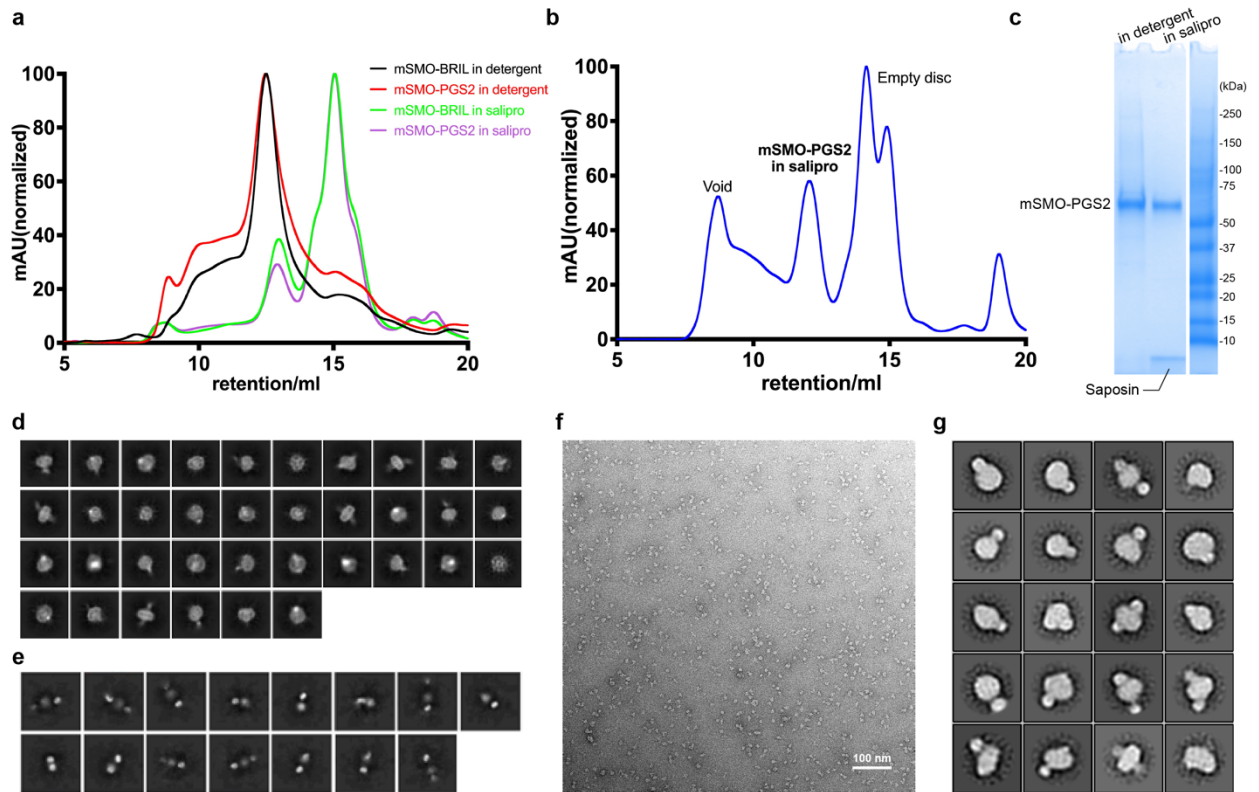 a
mAU(normalized)
100
80
60
40
20
0
5
10
15
20
retention/ml
mSMO-BRIL in detergent
mSMO-PGS2 in detergent
mSMO-BRIL in salipro
mSMO-PGS2 in salipro
b
mAU(normalized)
100
80
60
40
20
0
5
10
15
20
retention/ml
Void
mSMO-PGS2
in salipro
Empty disc
c
in detergent
in salipro
(kDa)
-250
-150
-100
-75
-50
-37
-25
-20
-15
-10
mSMO-PGS2
Saposin
d
e
f
100 nm
g